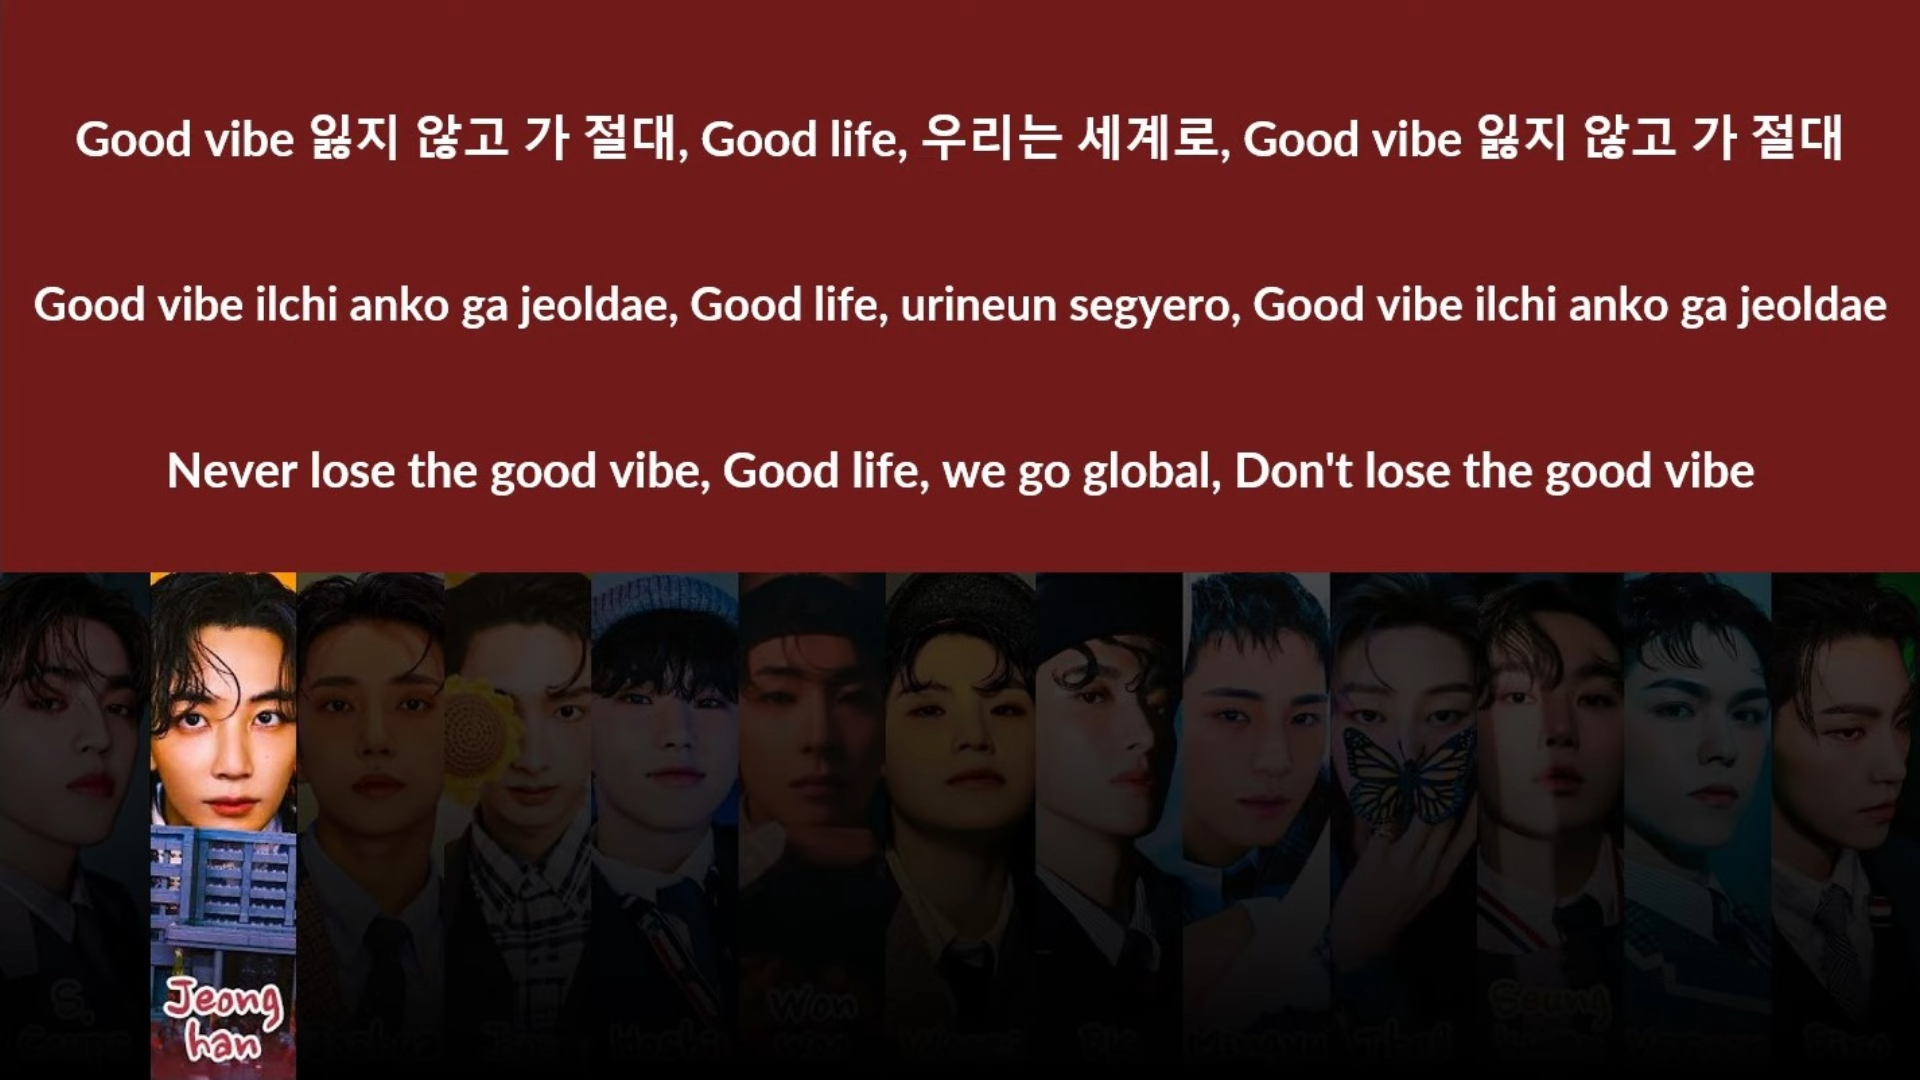 Good vibe 잃지 않고 가 절대, Good life, 우리는 세계로, Good vibe 잃지 않고 가 절대
Good vibe ilchi anko ga jeoldae, Good life, urineun segyero, Good vibe ilchi anko ga jeoldae
Never lose the good vibe, Good life, we go global, Don't lose the good vibe
Jeong
han
S.
Won
Seung